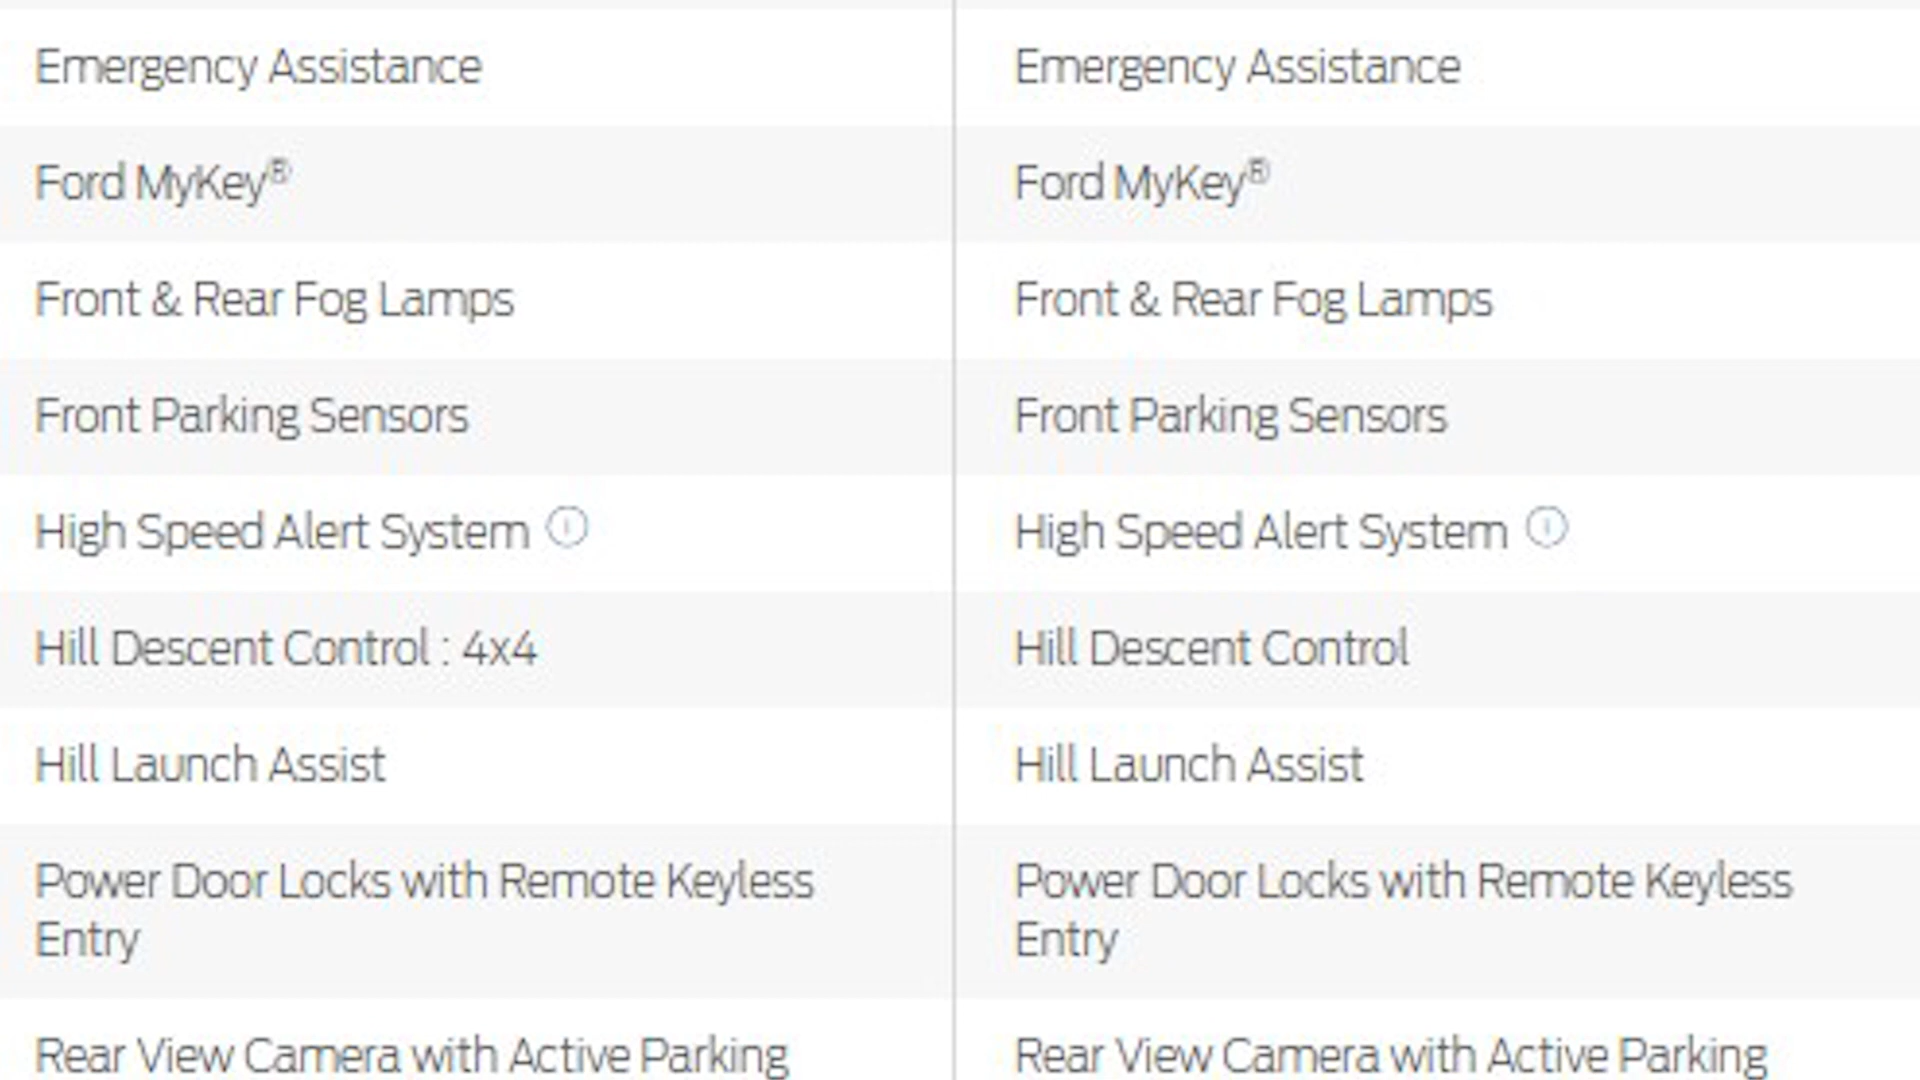 Emergency Assistance
Emergency Assistance
Ford MyKey®
Ford MyKey®
Front & Rear Fog Lamps
Front & Rear Fog Lamps
Front Parking Sensors
Front Parking Sensors
High Speed Alert System ⓘ
High Speed Alert System ⓘ
Hill Descent Control : 4x4
Hill Descent Control
Hill Launch Assist
Hill Launch Assist
Power Door Locks with Remote Keyless
Entry
Power Door Locks with Remote Keyless
Entry
Rear View Camera with Active Parking
Rear View Camera with Active Parking